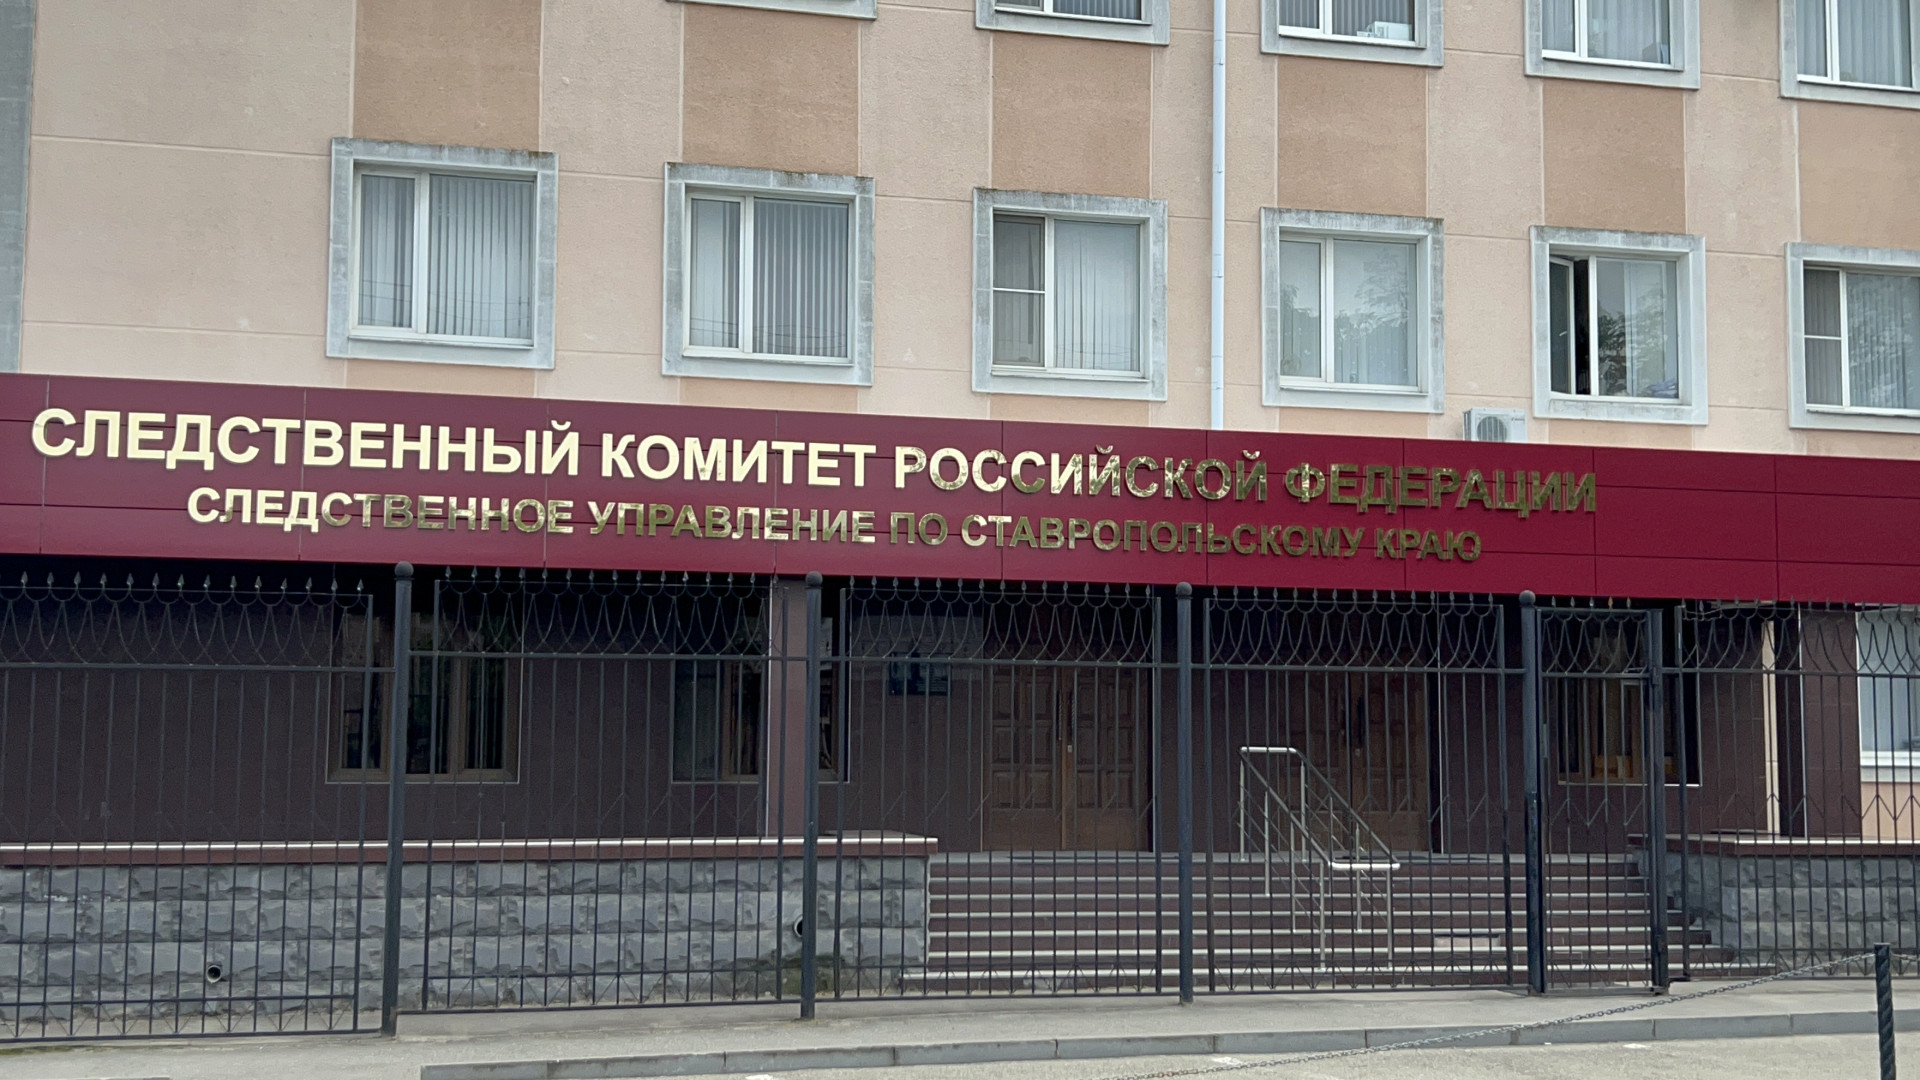 СЛЕДСТВЕННЫЙ КОМИТЕТ РОССИЙСКОЙ ФЕДЕРАЦИИ
СЛЕДСТВЕННОЕ УПРАВЛЕНИЕ ПО СТАВРОПОЛЬСКОМУ КРАЮ